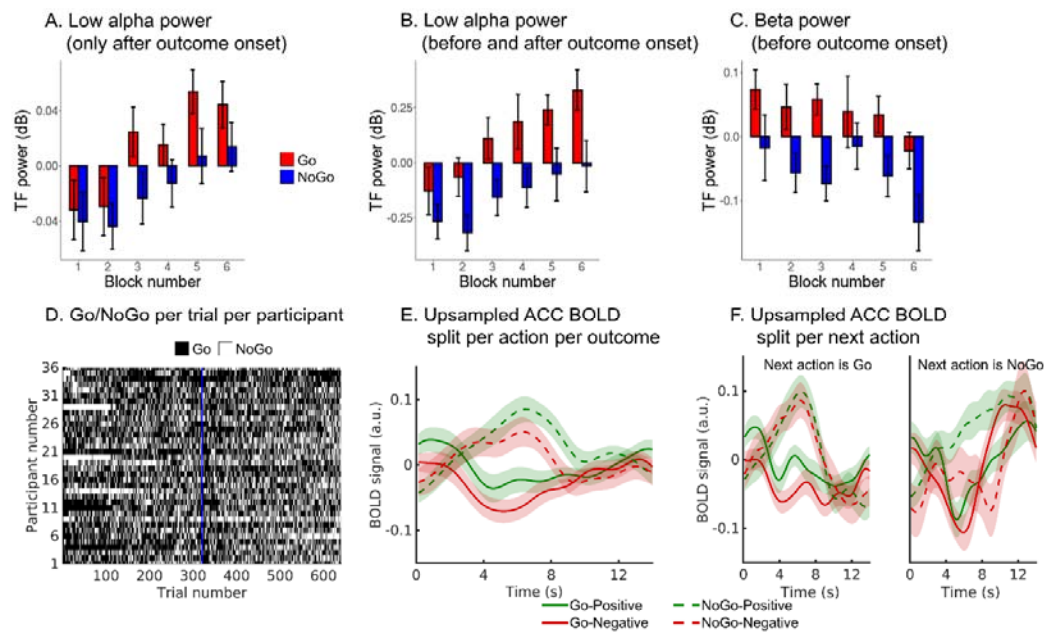 A. Low alpha power
(only after outcome onset)
B. Low alpha power
(before and after outcome onset)
C. Beta power
(before outcome onset)
TF power (dB)
0.04
0.00
-0.04
1 2 3 4 5 6
Block number
Go
NoGo
TF power (dB)
0.25
0.00
-0.25
1 2 3 4 5 6
Block number
TF power (dB)
0.1
0.0
-0.1
1 2 3 4 5 6
Block number
D. Go/NoGo per trial per participant
Go NoGo
Participant number
36
31
26
21
16
11
6
1
100 200 300 400 500 600
Trial number
E. Upsampled ACC BOLD
split per action per outcome
BOLD signal (a.u.)
0.1
0
-0.1
0 4 8 12
Time (s)
F. Upsampled ACC BOLD
split per next action
Next action is Go
Next action is NoGo
BOLD signal (a.u.)
0.1
0
-0.1
0 4 8 12
Time (s)
0 4 8 12
Time (s)
Go-Positive NoGo-Positive
Go-Negative NoGo-Negative